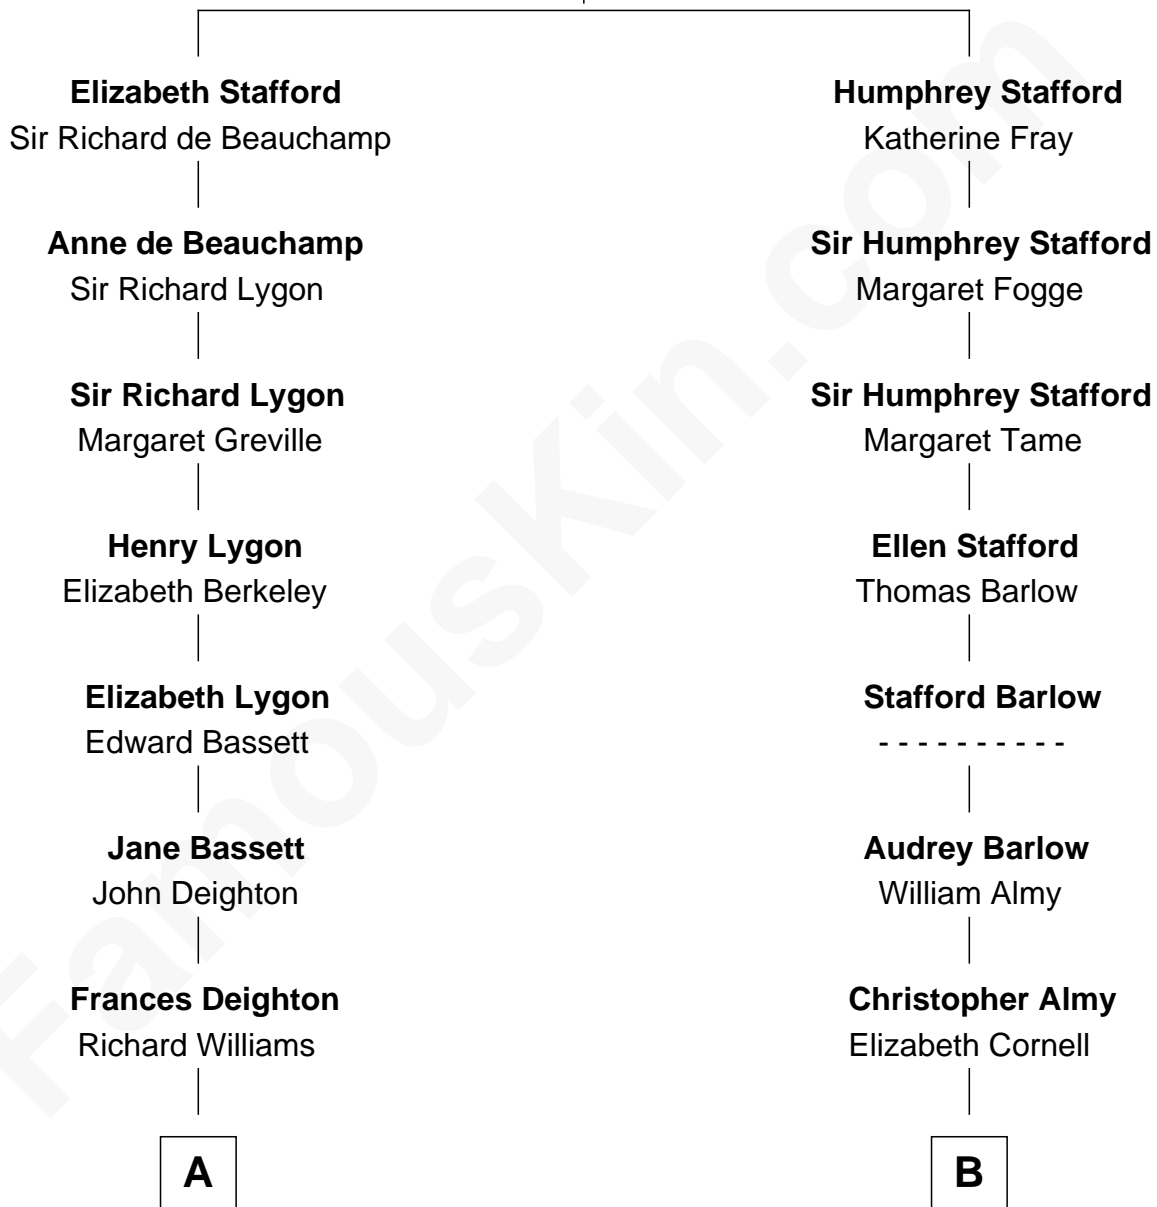 Elizabeth Stafford
Sir Richard de Beauchamp
Anne de Beauchamp
Sir Richard Lygon
Sir Richard Lygon
Margaret Greville
Henry Lygon
Elizabeth Berkeley
Elizabeth Lygon
Edward Bassett
Jane Bassett
John Deighton
Frances Deighton
Richard Williams
A
Humphrey Stafford
Katherine Fray
Sir Humphrey Stafford
Margaret Fogge
Sir Humphrey Stafford
Margaret Tame
Ellen Stafford
Thomas Barlow
Stafford Barlow
- - - - - - - - - -
Audrey Barlow
William Almy
Christopher Almy
Elizabeth Cornell
B
FamousKin.com